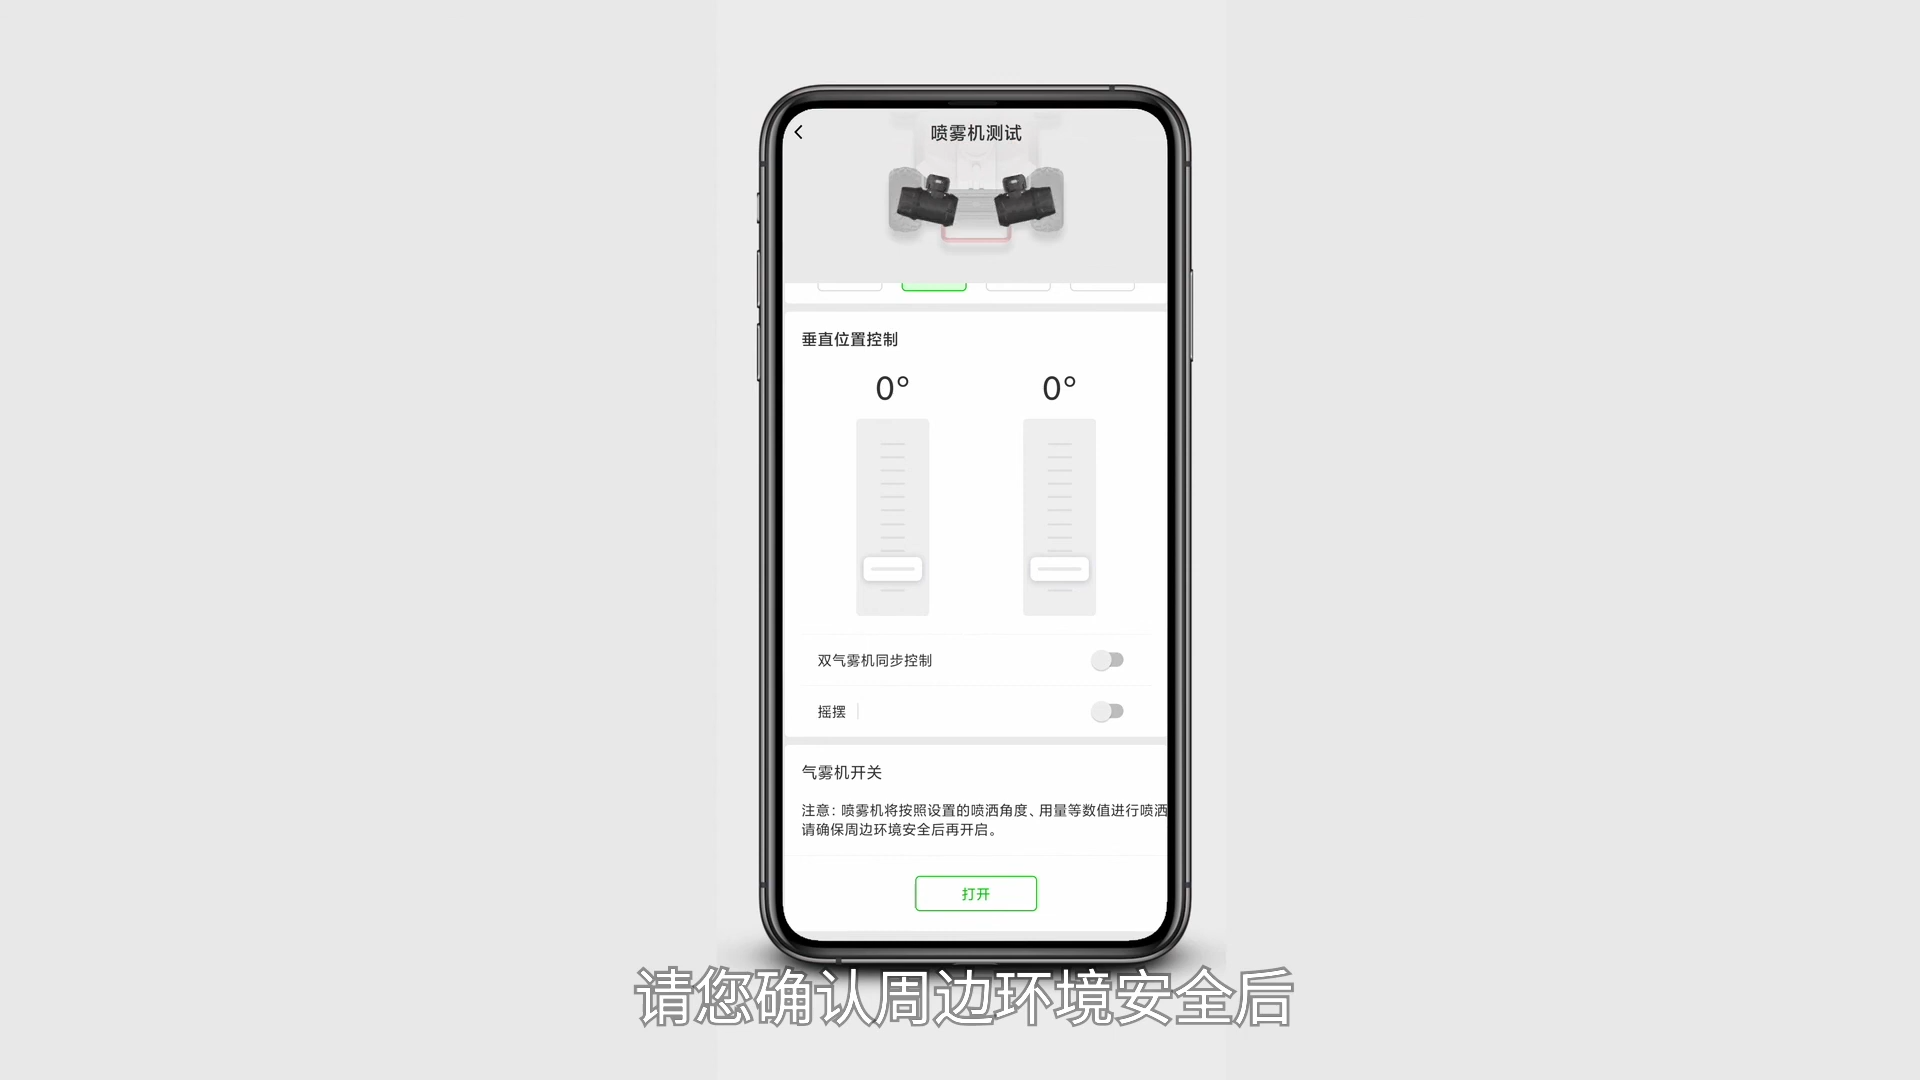 喷雾机测试
垂直位置控制
0° 0°
双气雾机同步控制
摇摆
气雾机开关
注意：喷雾机将按照设置的喷洒角度、用量等数值进行喷洒
请确保周边环境安全后再开启。
打开
请您确认周边环境安全后